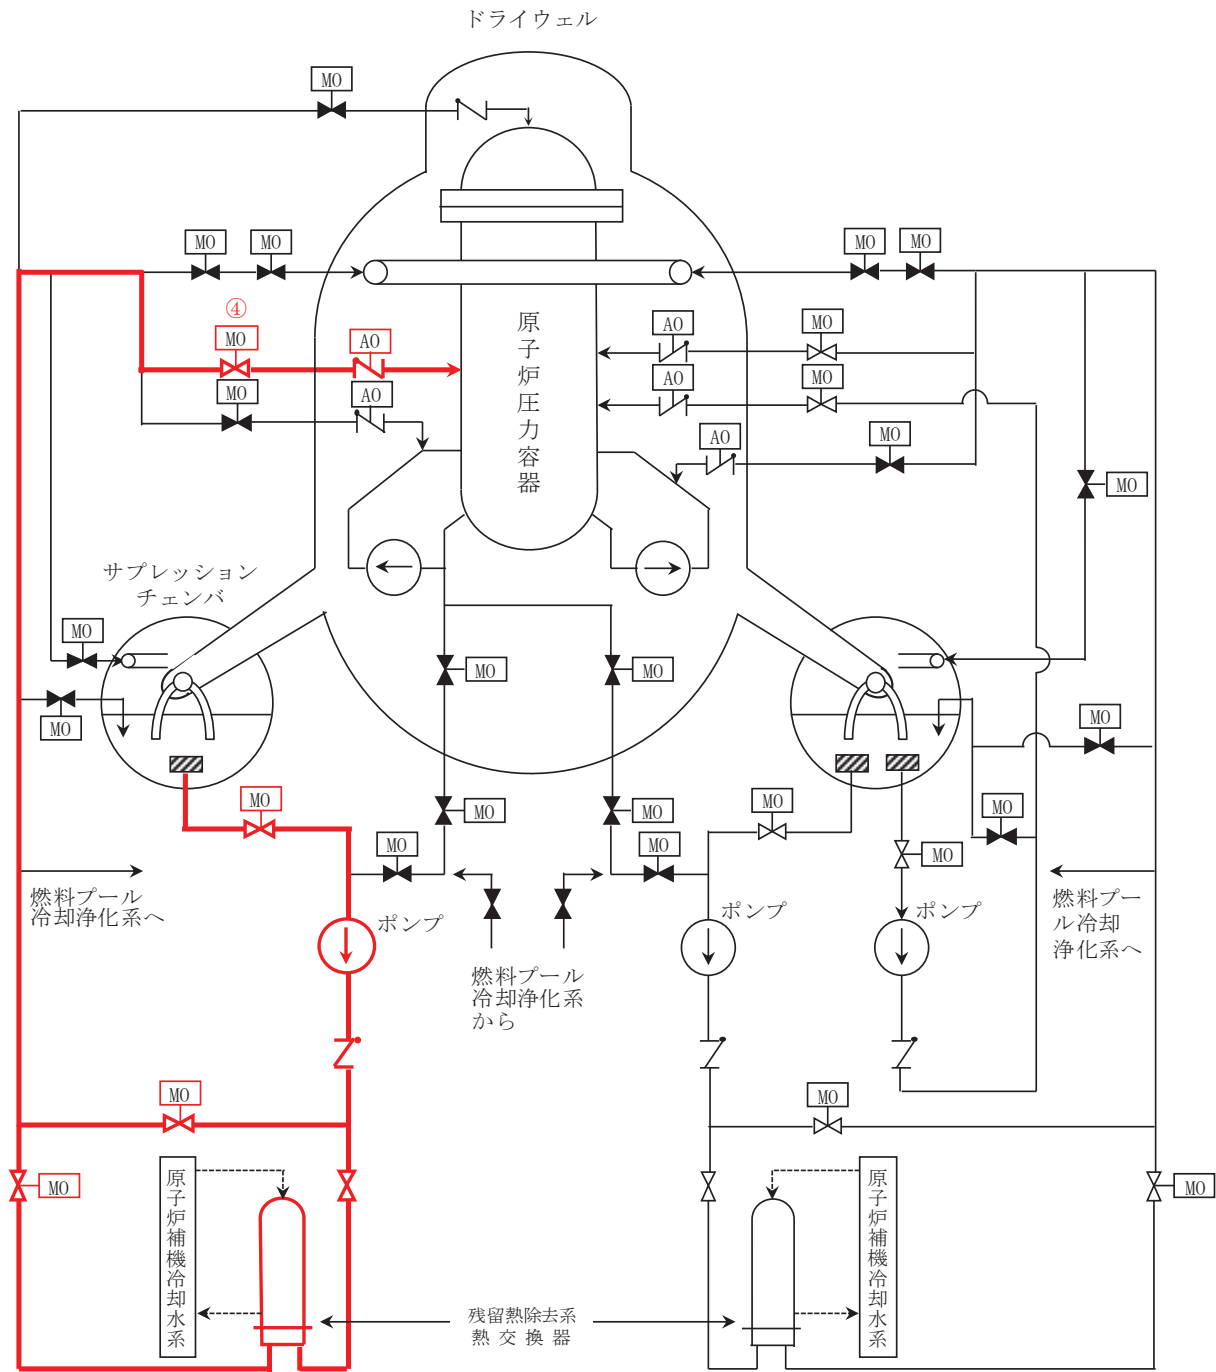 ドライウェル
MO
MO
MO
MO
MO
④
MO
AO
AO
MO
AO
MO
MO
AO
AO
MO
MO
MO
原子炉圧力容器
サプレッション
チェンバ
MO
MO
MO
MO
MO
MO
MO
MO
MO
MO
MO
MO
MO
MO
燃料プール
冷却浄化系へ
ポンプ
燃料プール
冷却浄化系
から
ポンプ
ポンプ
燃料プー
ル冷却
浄化系へ
MO
MO
MO
MO
原子炉補機冷却水系
原子炉補機冷却水系
残留熱除去系
熱交換器